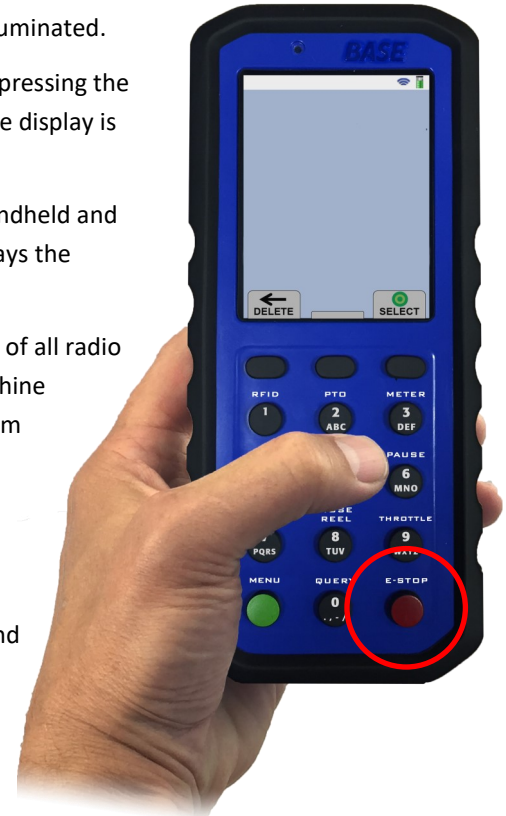 uminated.
pressing the
e display is
ndheld and
ays the
of all radio
hine
m
nd
BASE
DELETE
SELECT
RFID PTO METER
1 2 3
ABC DEF
PAUSE
6
MNO
REEL THROTTLE
8 9
PQRS TUV WXYZ
MENU QUERY E-STOP
0